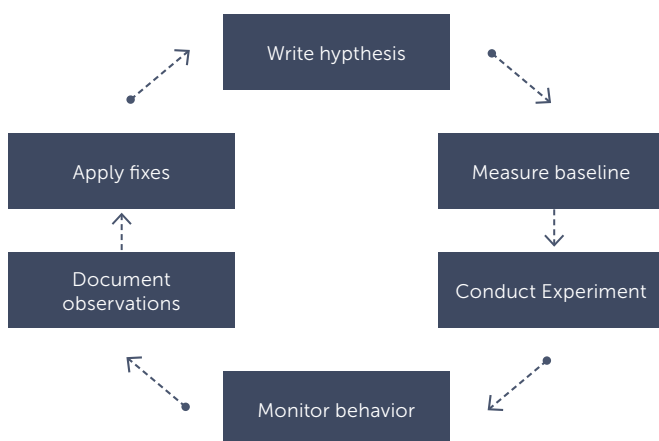 Write hypthesis
Apply fixes
Measure baseline
Document
observations
Conduct Experiment
Monitor behavior